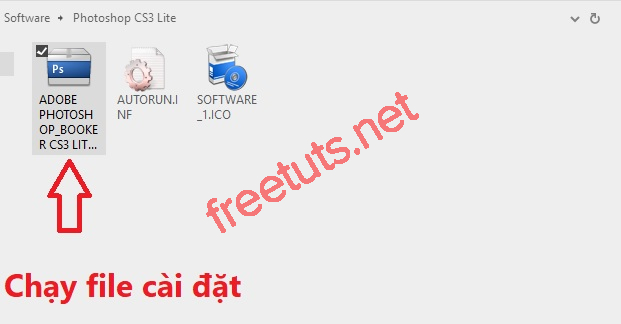 Software ▸ Photoshop CS3 Lite
Ps
ADOBE
PHOTOSH
OP_BOOKE
R CS3 LIT...
AUTORUN.I
NF
SOFTWARE
_1.ICO
freetuts.net
Chạy file cài đặt